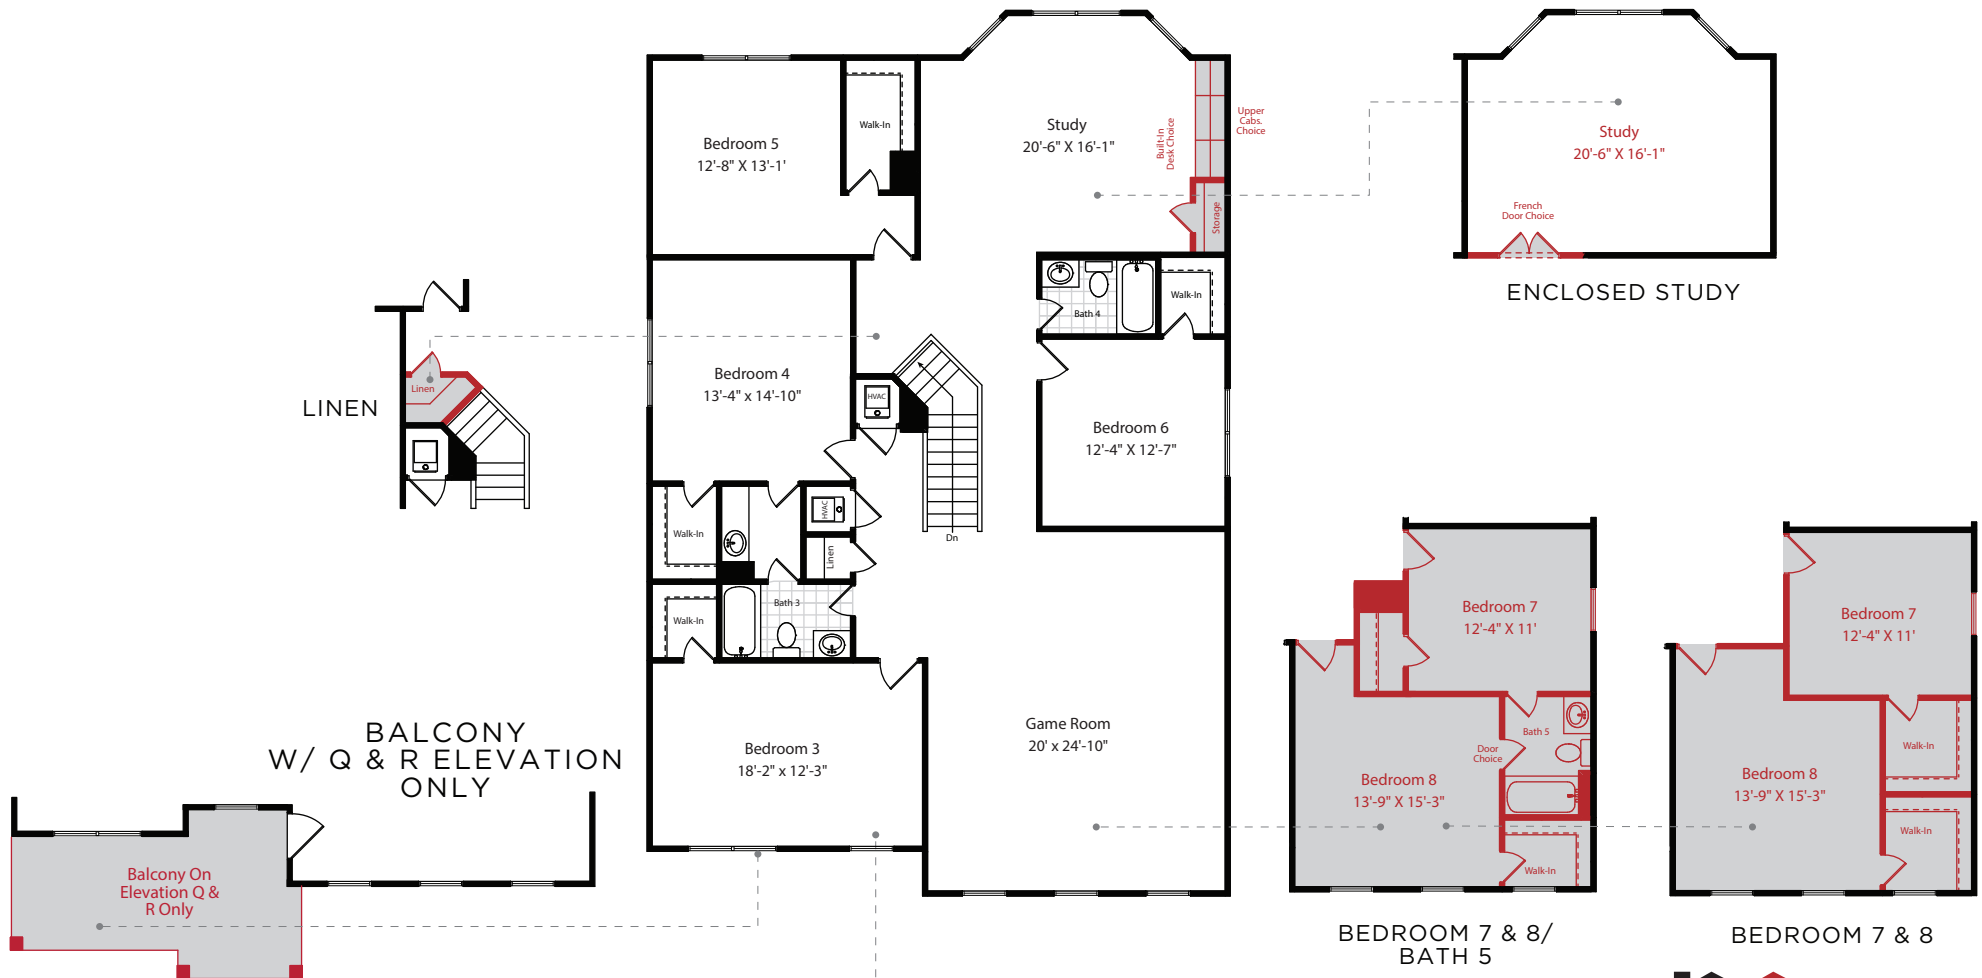 Bedroom 5
12'-8" X 13'-1'
Walk-In
Study
20'-6" X 16'-1"
Built-In
Desk Choice
Upper
Cabs.
Choice
Storage
Study
20'-6" X 16'-1"
French
Door Choice
ENCLOSED STUDY
Bath 4
Walk-In
Linen
LINEN
Bedroom 4
13'-4" x 14'-10"
HVAC
Bedroom 6
12'-4" X 12'-7"
Walk-In
HVAC
Linen
Dn
Walk-In
Bath 3
Bedroom 3
18'-2" x 12'-3"
Game Room
20' x 24'-10"
BALCONY
W/ Q & R ELEVATION
ONLY
Balcony On
Elevation Q &
R Only
Bedroom 7
12'-4" X 11'
Bath 5
Door
Choice
Bedroom 8
13'-9" X 15'-3"
Walk-In
BEDROOM 7 & 8/
BATH 5
Bedroom 7
12'-4" X 11'
Walk-In
Bedroom 8
13'-9" X 15'-3"
Walk-In
BEDROOM 7 & 8